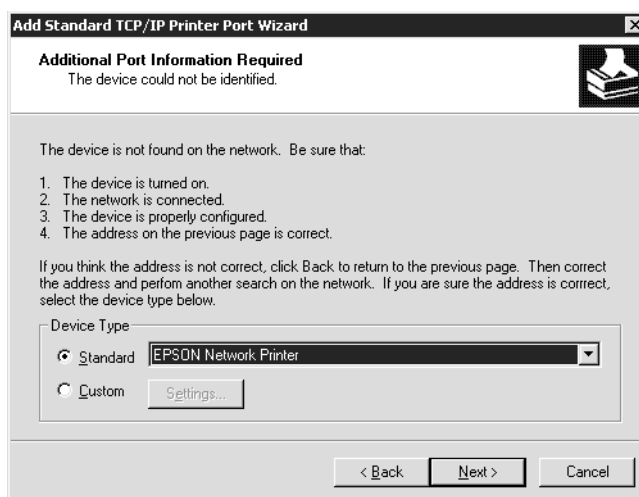 Add Standard TCP/IP Printer Port Wizard
Additional Port Information Required
The device could not be identified.
The device is not found on the network. Be sure that:
1. The device is turned on.
2. The network is connected.
3. The device is properly configured.
4. The address on the previous page is correct.
If you think the address is not correct, click Back to return to the previous page. Then correct
the address and perfom another search on the network. If you are sure the address is corrrect,
select the device type below.
Device Type
Standard EPSON Network Printer
Custom Settings...
< Back Next > Cancel